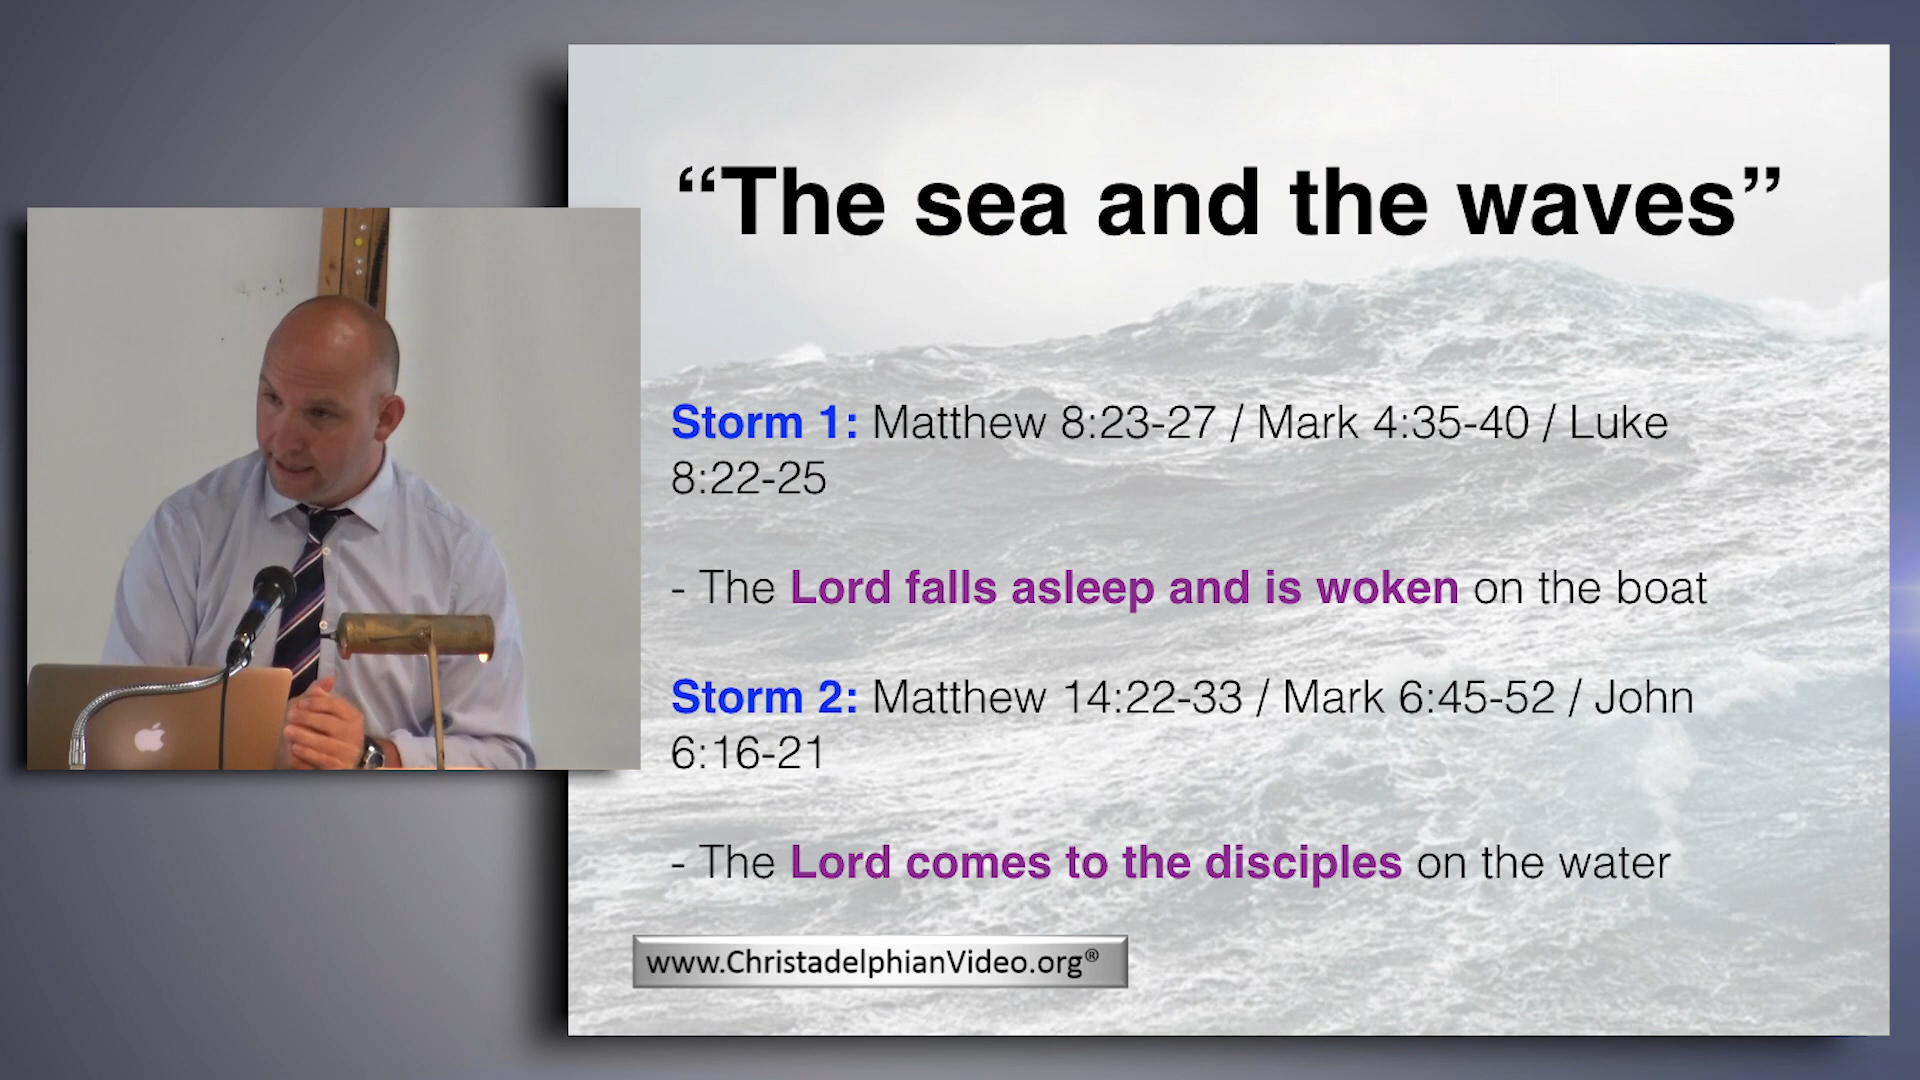 “The sea and the waves”
Storm 1: Matthew 8:23-27 / Mark 4:35-40 / Luke
8:22-25
- The Lord falls asleep and is woken on the boat
Storm 2: Matthew 14:22-33 / Mark 6:45-52 / John
6:16-21
- The Lord comes to the disciples on the water
www.ChristadelphianVideo.org®